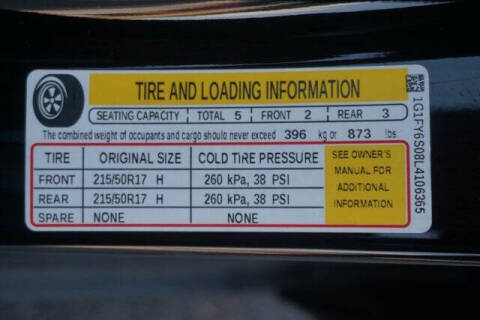 TIRE AND LOADING INFORMATION
SEATING CAPACITY TOTAL 5 FRONT 2 REAR 3
The combined weight of occupants and cargo should never exceed 396 kg or 873 lbs
TIRE ORIGINAL SIZE COLD TIRE PRESSURE
FRONT 215/50R17 H 260 kPa, 38 PSI
REAR 215/50R17 H 260 kPa, 38 PSI
SPARE NONE NONE
SEE OWNER'S
MANUAL FOR
ADDITIONAL
INFORMATION
1G1FY6S08L4106365